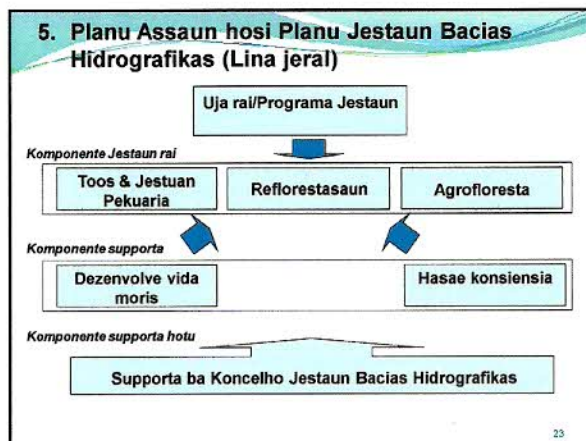 5. Planu Assaun hosi Planu Jestaun Bacias
Hidrografikas (Lina jeral)
Uja rai/Programa Jestaun
Komponente Jestaun rai
Toos & Jestuan
Pekuaria
Reflorestasaun
Agrofloresta
Komponente supporta
Dezenvolve vida
moris
Hasae konsiensia
Komponente supporta hotu
Supporta ba Koncelho Jestaun Bacias Hidrografikas
23